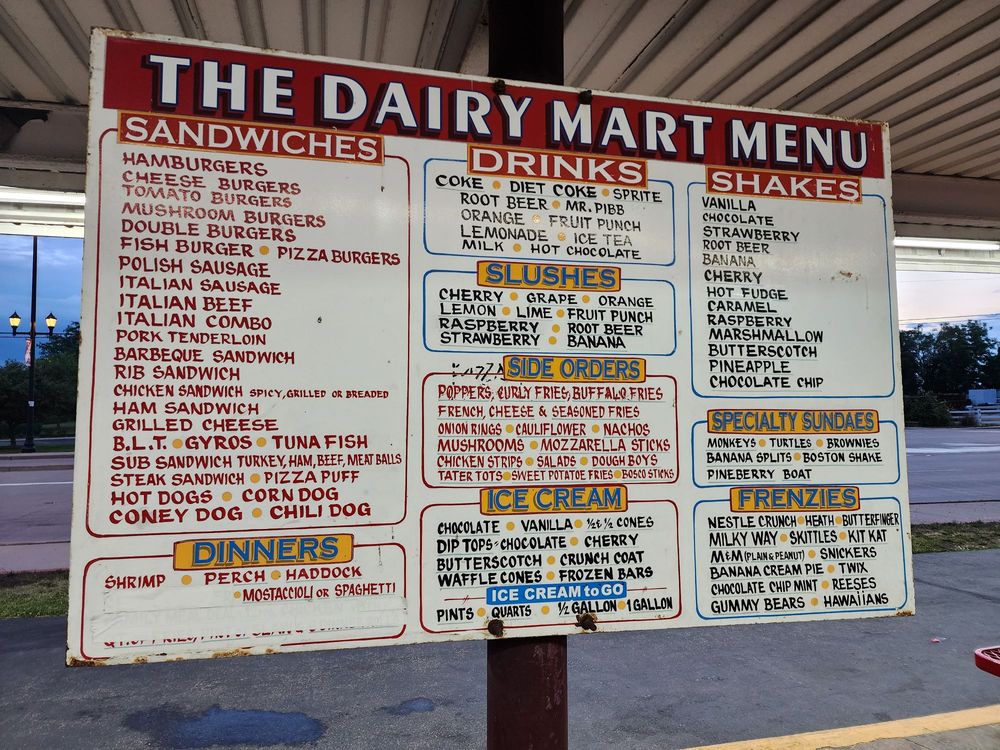 THE DAIRY MART MENU
SANDWICHES
HAMBURGERS
CHEESE BURGERS
TOMATO BURGERS
MUSHROOM BURGERS
DOUBLE BURGERS
FISH BURGER • PIZZA BURGERS
POLISH SAUSAGE
ITALIAN SAUSAGE
ITALIAN BEEF
ITALIAN COMBO
PORK TENDERLOIN
BARBEQUE SANDWICH
RIB SANDWICH
CHICKEN SANDWICH SPICY, GRILLED OR BREADED
HAM SANDWICH
GRILLED CHEESE
B.L.T. • GYROS • TUNA FISH
SUB SANDWICH TURKEY, HAM, BEEF, MEAT BALLS
STEAK SANDWICH • PIZZA PUFF
HOT DOGS • CORN DOG
CONEY DOG • CHILI DOG
DINNERS
SHRIMP • PERCH • HADDOCK
• MOSTACCIOLI OR SPAGHETTI
DRINKS
COKE • DIET COKE • SPRITE
ROOT BEER • MR. PIBB
ORANGE • FRUIT PUNCH
LEMONADE • ICE TEA
MILK • HOT CHOCOLATE
SLUSHES
CHERRY • GRAPE • ORANGE
LEMON • LIME • FRUIT PUNCH
RASPBERRY • ROOT BEER
STRAWBERRY • BANANA
SIDE ORDERS
POPPERS, CURLY FRIES, BUFFALO FRIES
FRENCH, CHEESE & SEASONED FRIES
ONION RINGS • CAULIFLOWER • NACHOS
MUSHROOMS • MOZZARELLA STICKS
CHICKEN STRIPS • SALADS • DOUGH BOYS
TATER TOTS • SWEET POTATOE FRIES • BOSCO STICKS
ICE CREAM
CHOCOLATE • VANILLA • ½ & ½ CONES
DIP TOPS - CHOCOLATE • CHERRY
BUTTERSCOTCH • CRUNCH COAT
WAFFLE CONES • FROZEN BARS
ICE CREAM to GO
PINTS • QUARTS • ½ GALLON • 1 GALLON
SHAKES
VANILLA
CHOCOLATE
STRAWBERRY
ROOT BEER
BANANA
CHERRY
HOT FUDGE
CARAMEL
RASPBERRY
MARSHMALLOW
BUTTERSCOTCH
PINEAPPLE
CHOCOLATE CHIP
SPECIALTY SUNDAES
MONKEYS • TURTLES • BROWNIES
BANANA SPLITS • BOSTON SHAKE
PINEBERRY BOAT
FRENZIES
NESTLE CRUNCH • HEATH • BUTTERFINGER
MILKY WAY • SKITTLES • KIT KAT
M&M (PLAIN & PEANUT) • SNICKERS
BANANA CREAM PIE • TWIX
CHOCOLATE CHIP MINT • REESES
GUMMY BEARS • HAWAIIANS